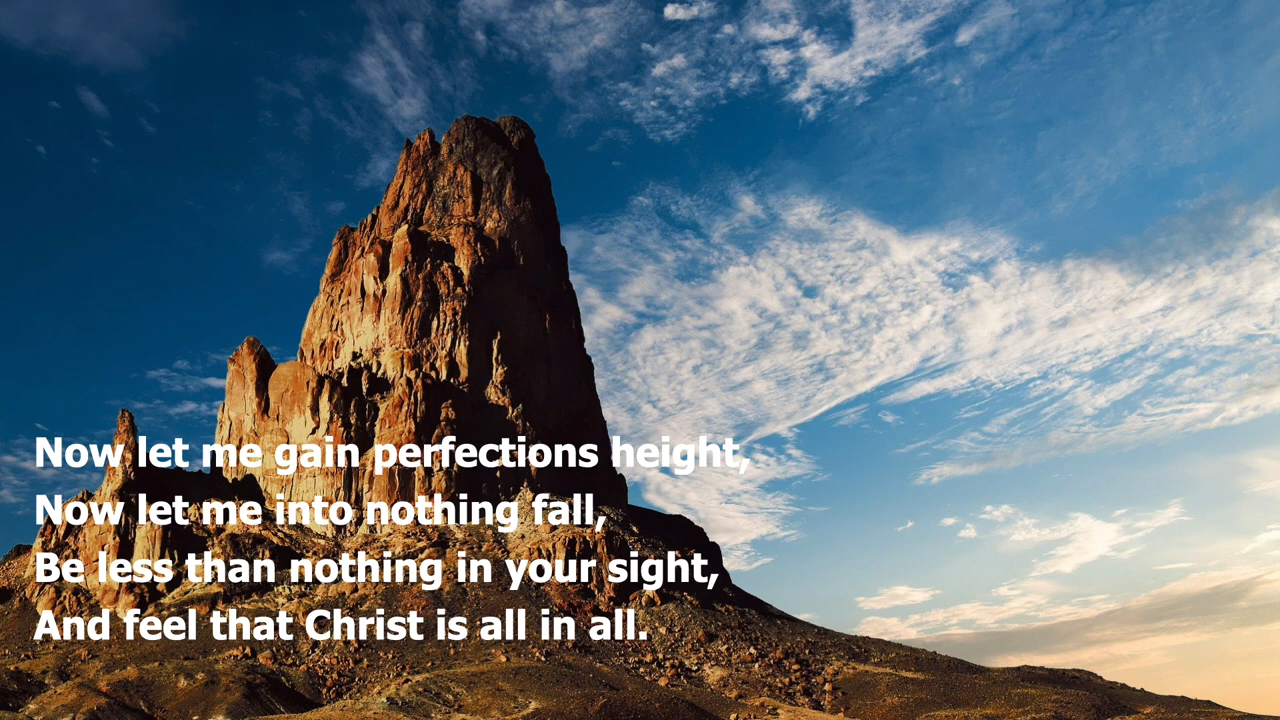 Now let me gain perfections height,
Now let me into nothing fall,
Be less than nothing in your sight,
And feel that Christ is all in all.